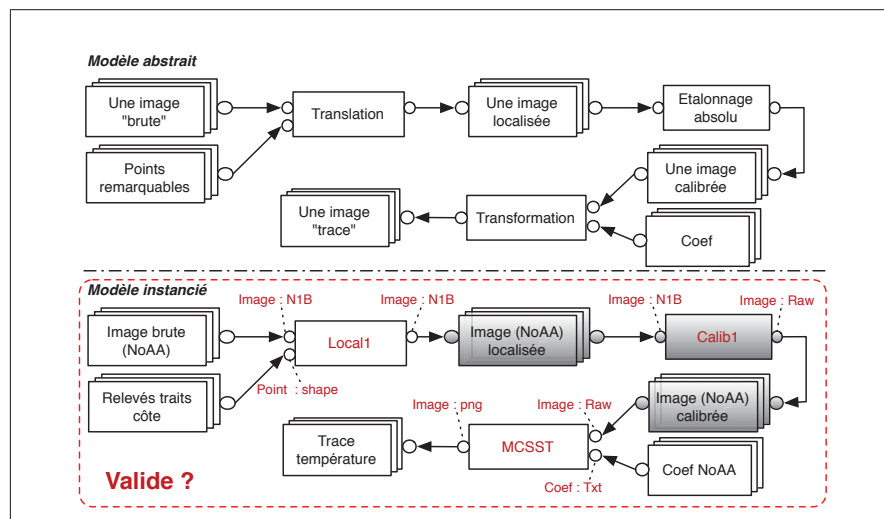 Modèle abstrait
Une image
"brute"
Translation
Une image
localisée
Etalonnage
absolu
Points
remarquables
Une image
"trace"
Transformation
Une image
calibrée
Coef
Modèle instancié
Image : N1B
Image : N1B
Image : N1B
Image : Raw
Image brute
(NoAA)
Local1
Image (NoAA)
localisée
Calib1
Relevés traits
côte
Point : shape
Image : png
Image : Raw
Image (NoAA)
calibrée
Trace
température
MCSST
Coef NoAA
Coef : Txt
Valide ?